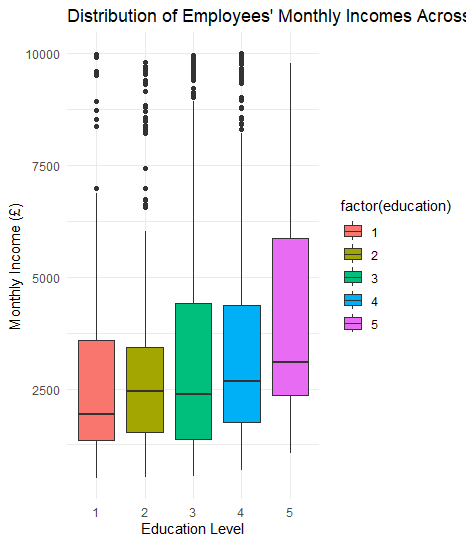 Distribution of Employees' Monthly Incomes Across
10000
7500
5000
2500
Monthly Income (£)
1 2 3 4 5
Education Level
factor(education)
1
2
3
4
5